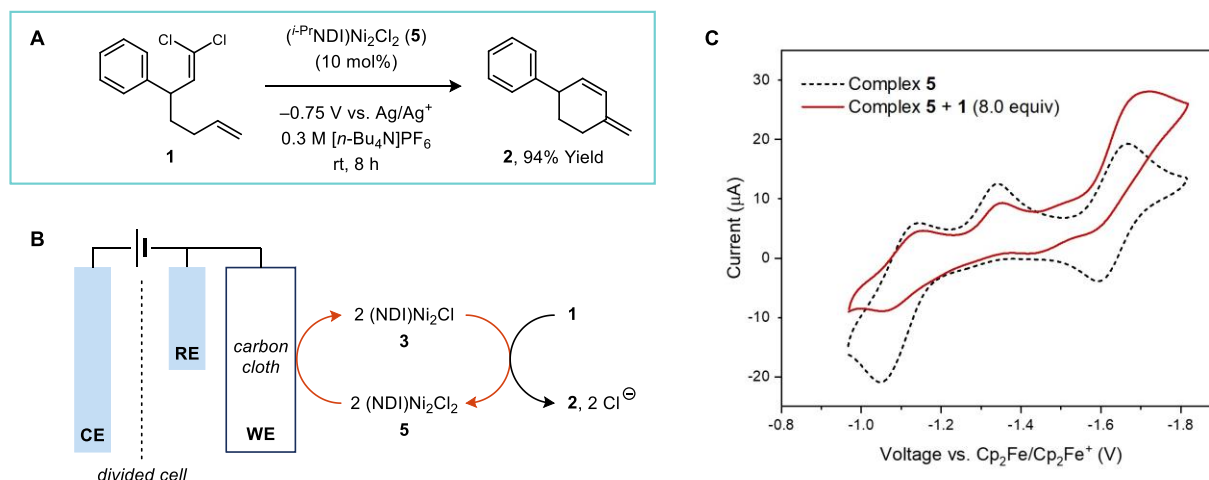 A
Cl Cl
1
(i-PrNDI)Ni2Cl2 (5)
(10 mol%)
–0.75 V vs. Ag/Ag+
0.3 M [n-Bu4N]PF6
rt, 8 h
2, 94% Yield
B
CE
RE
carbon
cloth
WE
divided cell
2 (NDI)Ni2Cl
3
2 (NDI)Ni2Cl2
5
1
2, 2 Cl⊖
C
Complex 5
Complex 5 + 1 (8.0 equiv)
Current (μA)
30
20
10
0
-10
-20
-0.8
-1.0
-1.2
-1.4
-1.6
-1.8
Voltage vs. Cp2Fe/Cp2Fe+ (V)